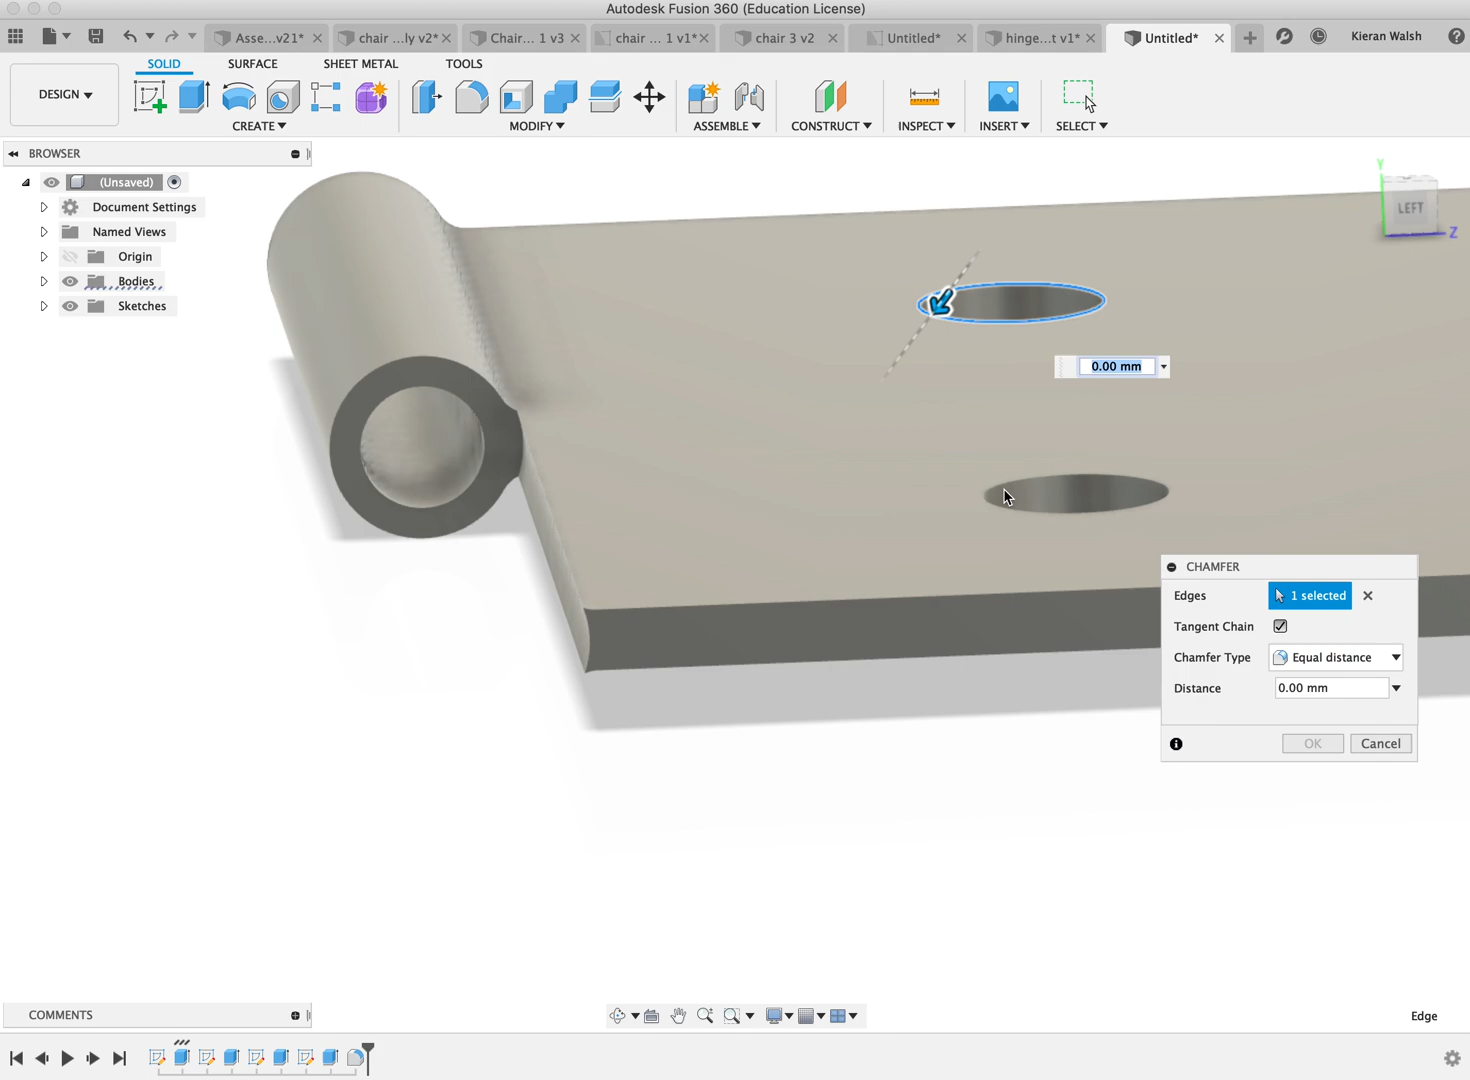 Autodesk Fusion 360 (Education License)
Asse...v21*
chair ...ly v2*
Chair... 1 v3
chair ... 1 v1*
chair 3 v2
Untitled*
hinge...t v1*
Untitled*
Kieran Walsh
DESIGN
SOLID
SURFACE
SHEET METAL
TOOLS
CREATE
MODIFY
ASSEMBLE
CONSTRUCT
INSPECT
INSERT
SELECT
BROWSER
(Unsaved)
Document Settings
Named Views
Origin
Bodies
Sketches
Y
LEFT
Z
0.00 mm
CHAMFER
Edges 1 selected
Tangent Chain
Chamfer Type Equal distance
Distance 0.00 mm
OK Cancel
COMMENTS
Edge